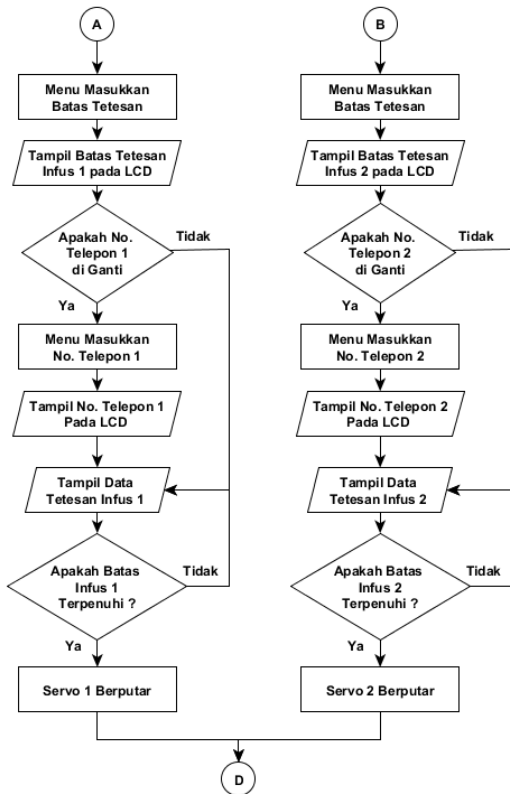 A
Menu Masukkan
Batas Tetesan
Tampil Batas Tetesan
Infus 1 pada LCD
Apakah No.
Telepon 1
di Ganti
Tidak
Ya
Menu Masukkan
No. Telepon 1
Tampil No. Telepon 1
Pada LCD
Tampil Data
Tetesan Infus 1
Apakah Batas
Infus 1
Terpenuhi ?
Tidak
Ya
Servo 1 Berputar
B
Menu Masukkan
Batas Tetesan
Tampil Batas Tetesan
Infus 2 pada LCD
Apakah No.
Telepon 2
di Ganti
Tidak
Ya
Menu Masukkan
No. Telepon 2
Tampil No. Telepon 2
Pada LCD
Tampil Data
Tetesan Infus 2
Apakah Batas
Infus 2
Terpenuhi ?
Tidak
Ya
Servo 2 Berputar
D